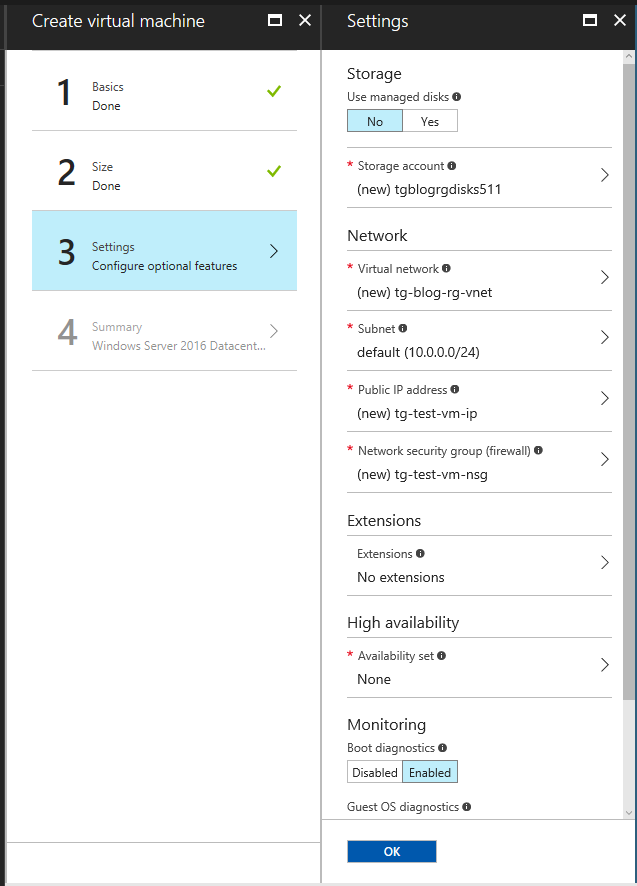 Create virtual machine
1
Basics
Done
2
Size
Done
3
Settings
Configure optional features
4
Summary
Windows Server 2016 Datacent...
Settings
Storage
Use managed disks
No Yes
* Storage account
(new) tgblogrgdisks511
Network
* Virtual network
(new) tg-blog-rg-vnet
* Subnet
default (10.0.0.0/24)
* Public IP address
(new) tg-test-vm-ip
* Network security group (firewall)
(new) tg-test-vm-nsg
Extensions
Extensions
No extensions
High availability
* Availability set
None
Monitoring
Boot diagnostics
Disabled Enabled
Guest OS diagnostics
OK